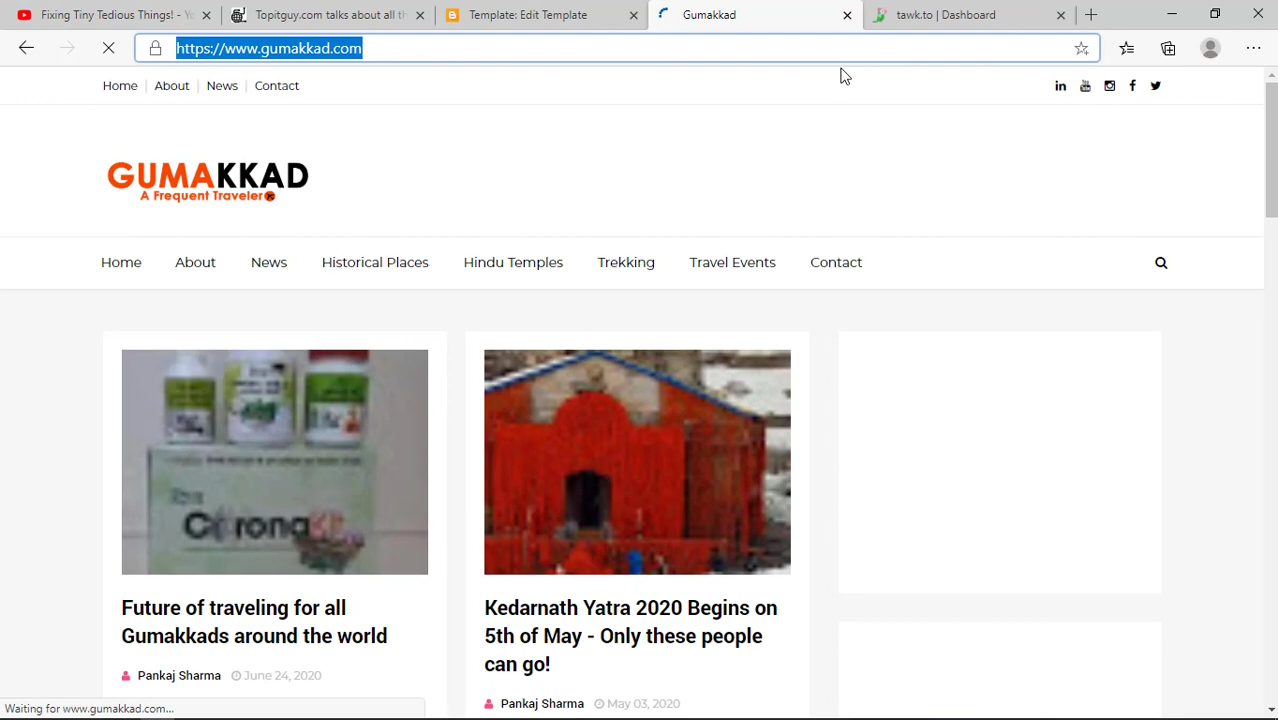 Fixing Tiny Tedious Things! - Yo
Topitguy.com talks about all th
Template: Edit Template
Gumakkad
tawk.to | Dashboard
https://www.gumakkad.com
Home
About
News
Contact
GUMAKKAD
A Frequent Traveler
Home
About
News
Historical Places
Hindu Temples
Trekking
Travel Events
Contact
Future of traveling for all
Gumakkads around the world
Pankaj Sharma June 24, 2020
Kedarnath Yatra 2020 Begins on
5th of May - Only these people
can go!
Pankaj Sharma May 03, 2020
Waiting for www.gumakkad.com...